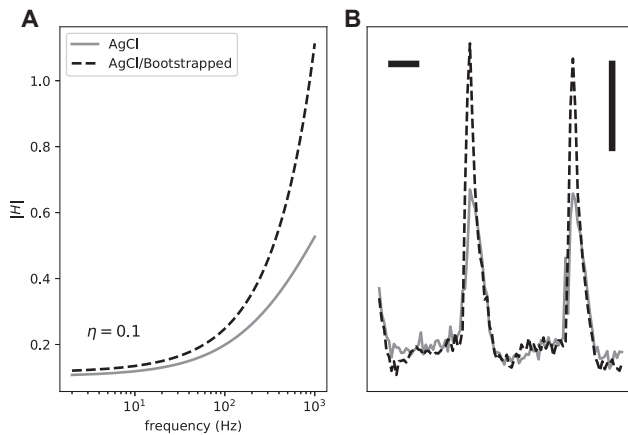 A
B
AgCl
AgCl/Bootstrapped
1.0
0.8
|H|
0.6
0.4
η = 0.1
0.2
10¹ 10² 10³
frequency (Hz)